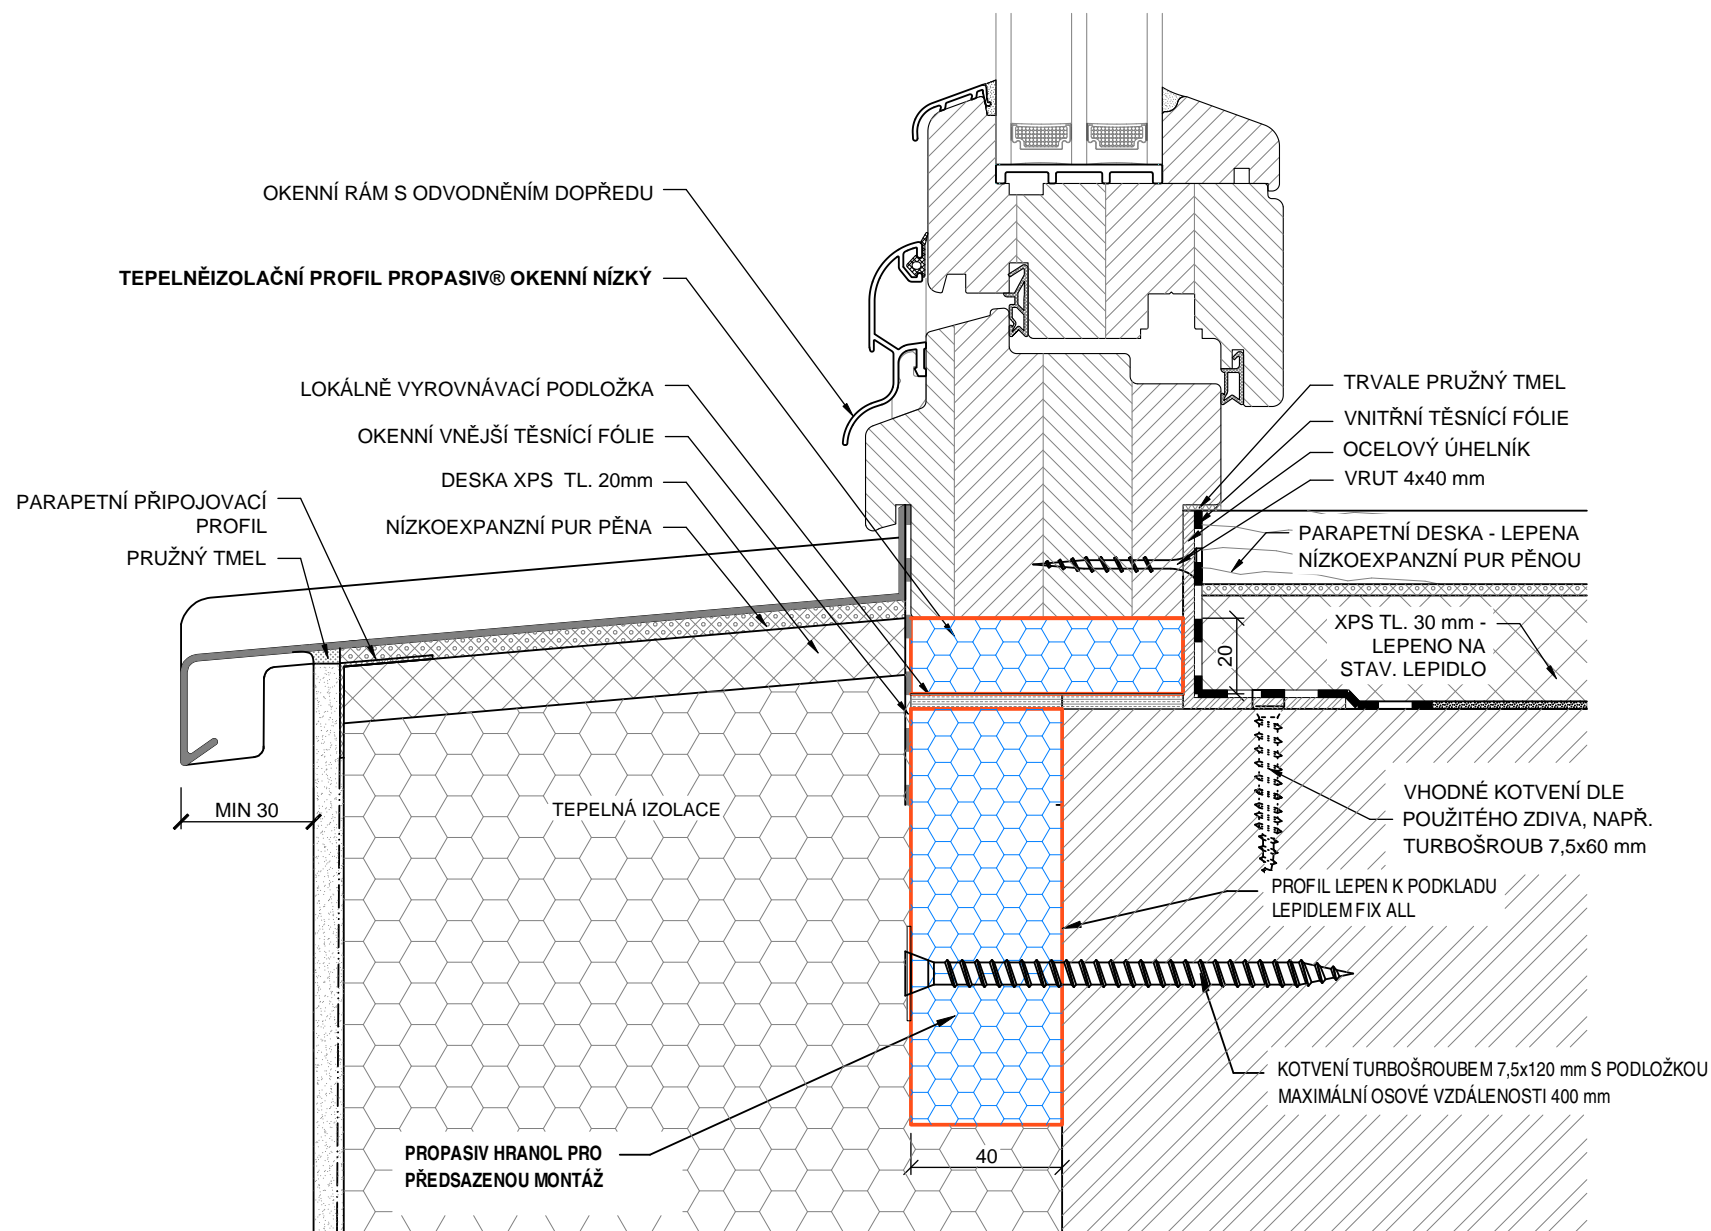 OKENNÍ RÁM S ODVODNĚNÍM DOPŘEDU
TEPELNĚIZOLAČNÍ PROFIL PROPASIV® OKENNÍ NÍZKÝ
LOKÁLNĚ VYROVNÁVACÍ PODLOŽKA
OKENNÍ VNĚJŠÍ TĚSNÍCÍ FÓLIE
DESKA XPS TL. 20mm
PARAPETNÍ PŘIPOJOVACÍ
PROFIL
NÍZKOEXPANZNÍ PUR PĚNA
PRUŽNÝ TMEL
TRVALE PRUŽNÝ TMEL
VNITŘNÍ TĚSNÍCÍ FÓLIE
OCELOVÝ ÚHELNÍK
VRUT 4x40 mm
PARAPETNÍ DESKA - LEPENA
NÍZKOEXPANZNÍ PUR PĚNOU
XPS TL. 30 mm -
LEPENO NA
STAV. LEPIDLO
20
MIN 30
TEPELNÁ IZOLACE
VHODNÉ KOTVENÍ DLE
POUŽITÉHO ZDIVA, NAPŘ.
TURBOŠROUB 7,5x60 mm
PROFIL LEPEN K PODKLADU
LEPIDLEM FIX ALL
KOTVENÍ TURBOŠROUBEM 7,5x120 mm S PODLOŽKOU
MAXIMÁLNÍ OSOVÉ VZDÁLENOSTI 400 mm
PROPASIV HRANOL PRO
PŘEDSAZENOU MONTÁŽ
40